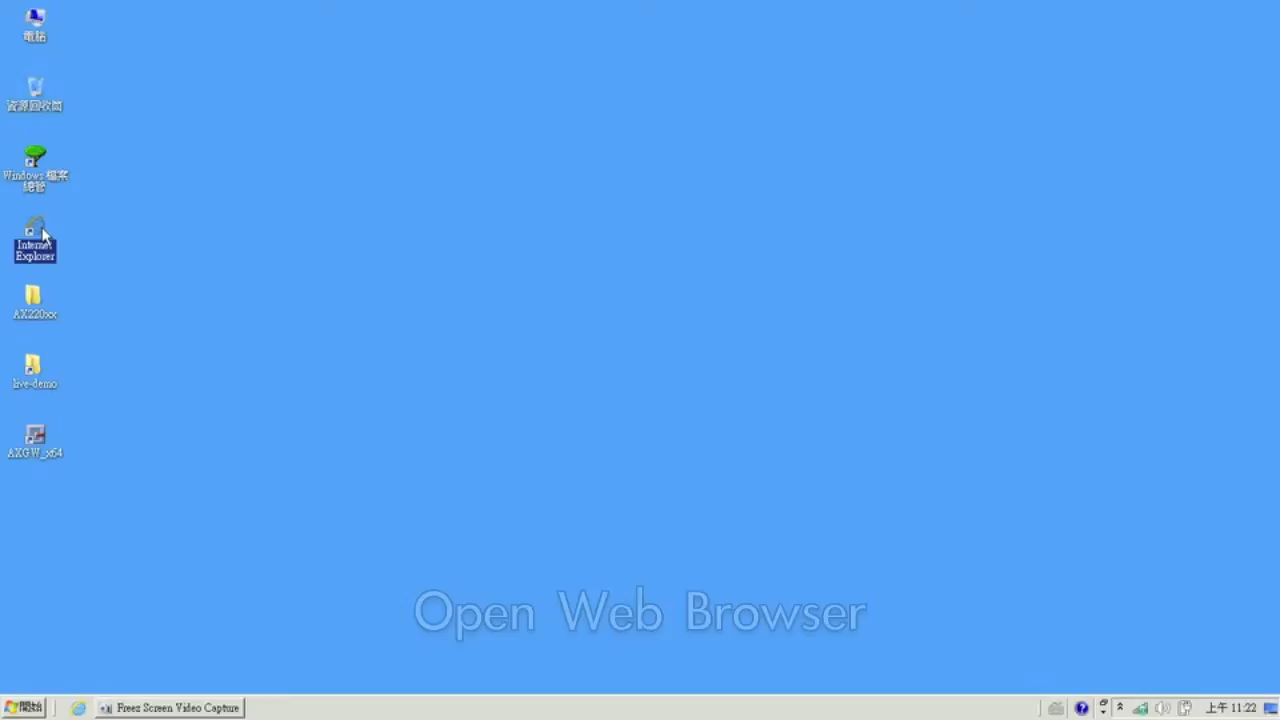 電腦
資源回收筒
Windows 檔案
總管
Internet
Explorer
AX220xx
live-demo
AXGW_x64
Open Web Browser
開始
Freez Screen Video Capture
上午 11:22